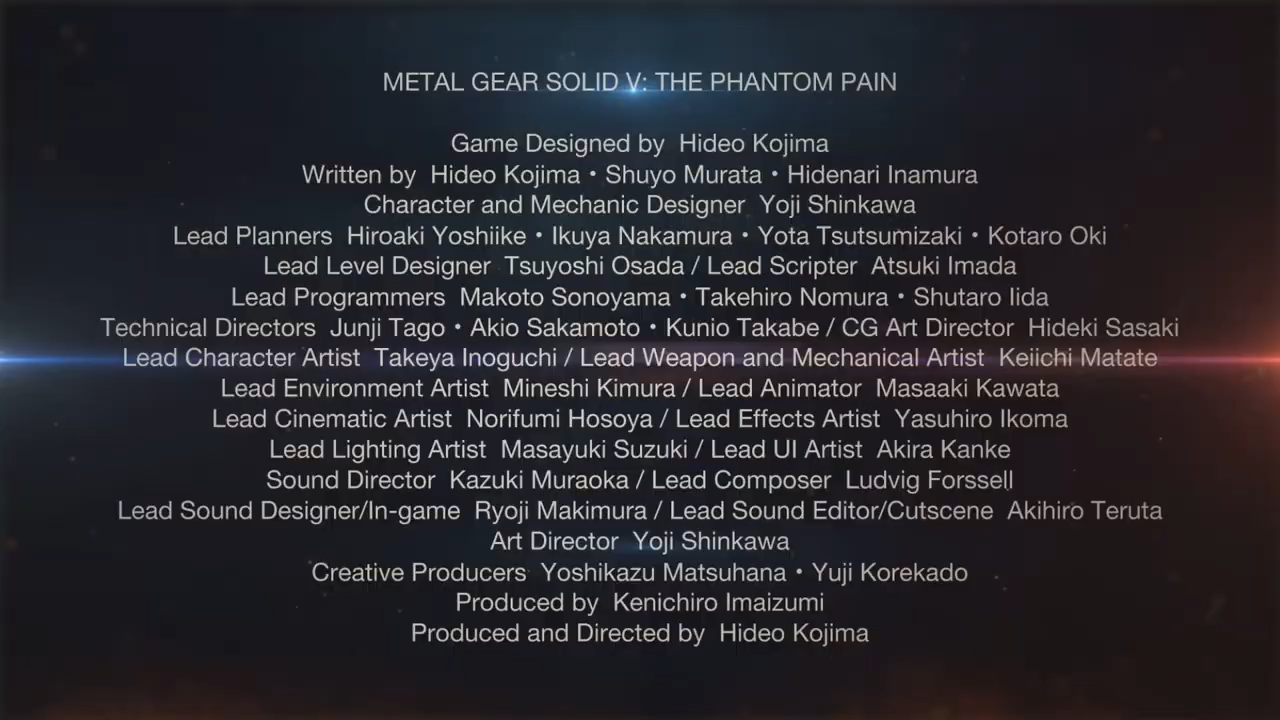 METAL GEAR SOLID V: THE PHANTOM PAIN
Game Designed by Hideo Kojima
Written by Hideo Kojima・Shuyo Murata・Hidenari Inamura
Character and Mechanic Designer Yoji Shinkawa
Lead Planners Hiroaki Yoshiike・Ikuya Nakamura・Yota Tsutsumizaki・Kotaro Oki
Lead Level Designer Tsuyoshi Osada / Lead Scripter Atsuki Imada
Lead Programmers Makoto Sonoyama・Takehiro Nomura・Shutaro Iida
Technical Directors Junji Tago・Akio Sakamoto・Kunio Takabe / CG Art Director Hideki Sasaki
Lead Character Artist Takeya Inoguchi / Lead Weapon and Mechanical Artist Keiichi Matate
Lead Environment Artist Mineshi Kimura / Lead Animator Masaaki Kawata
Lead Cinematic Artist Norifumi Hosoya / Lead Effects Artist Yasuhiro Ikoma
Lead Lighting Artist Masayuki Suzuki / Lead UI Artist Akira Kanke
Sound Director Kazuki Muraoka / Lead Composer Ludvig Forssell
Lead Sound Designer/In-game Ryoji Makimura / Lead Sound Editor/Cutscene Akihiro Teruta
Art Director Yoji Shinkawa
Creative Producers Yoshikazu Matsuhana・Yuji Korekado
Produced by Kenichiro Imaizumi
Produced and Directed by Hideo Kojima